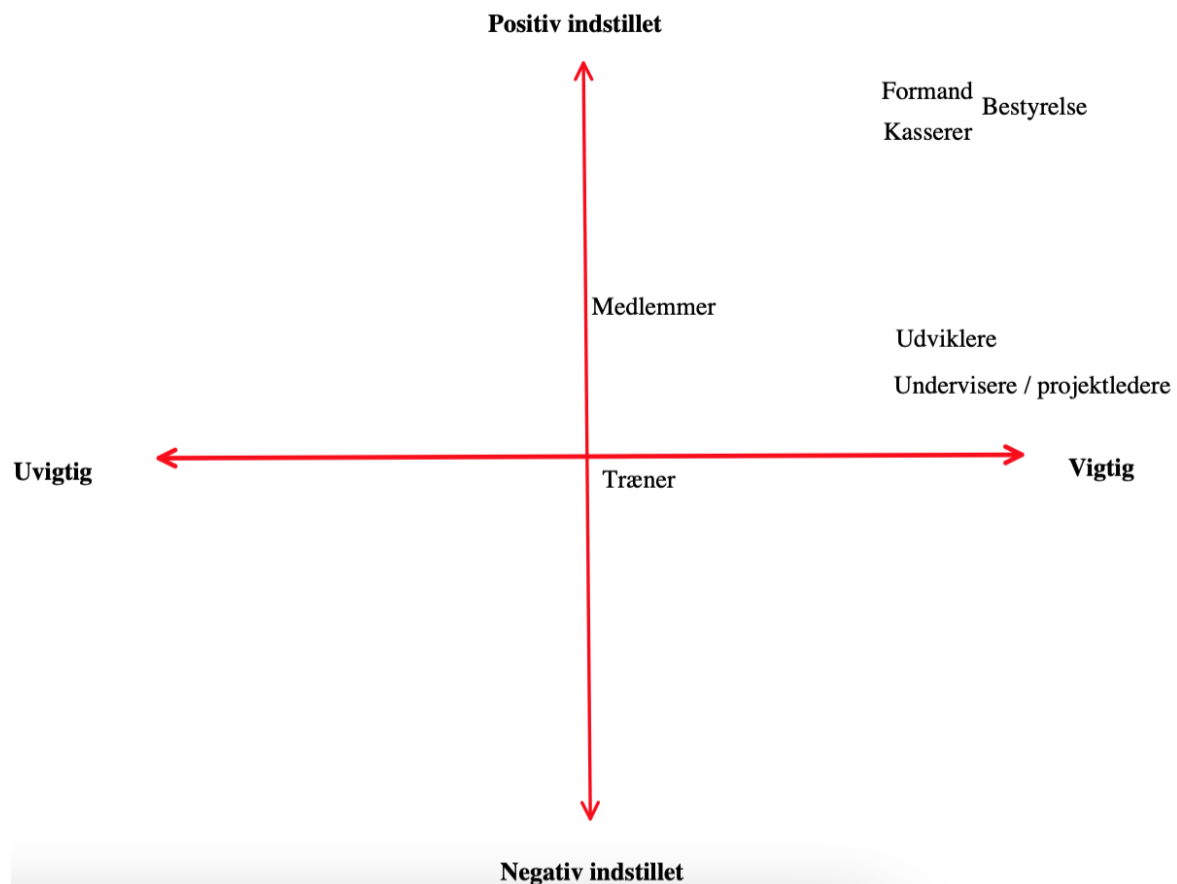 Positiv indstillet
Formand
Bestyrelse
Kasserer
Medlemmer
Udviklere
Undervisere / projektledere
Uvigtig
Vigtig
Træner
Negativ indstillet